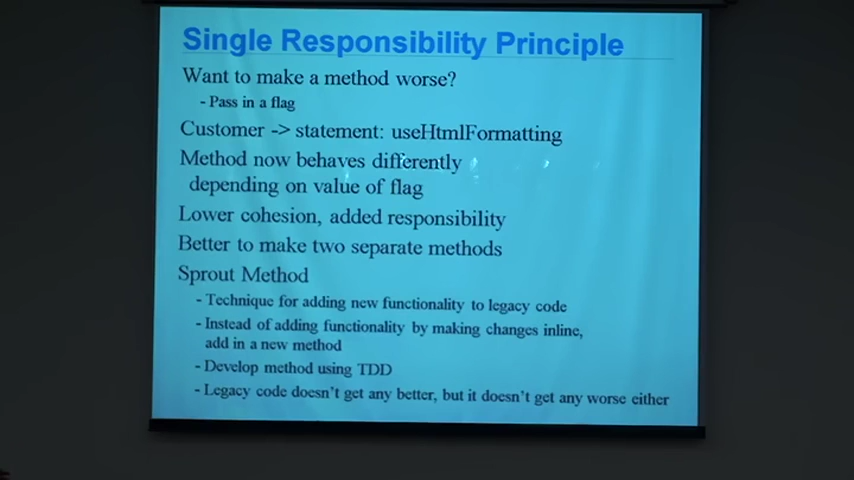 Single Responsibility Principle
Want to make a method worse?
- Pass in a flag
Customer -> statement: useHtmlFormatting
Method now behaves differently
depending on value of flag
Lower cohesion, added responsibility
Better to make two separate methods
Sprout Method
- Technique for adding new functionality to legacy code
- Instead of adding functionality by making changes inline,
add in a new method
- Develop method using TDD
- Legacy code doesn't get any better, but it doesn't get any worse either